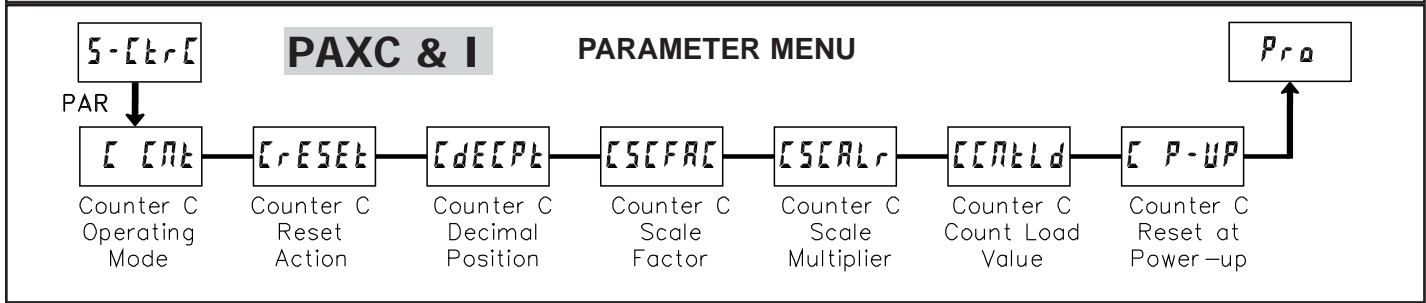 5-CtrC
PAXC & I
PARAMETER MENU
Pro
PAR
C CNt
CrESEt
CdECPt
CSCFAC
CSCALr
CCNtLd
C P-UP
Counter C
Operating
Mode
Counter C
Reset
Action
Counter C
Decimal
Position
Counter C
Scale
Factor
Counter C
Scale
Multiplier
Counter C
Count Load
Value
Counter C
Reset at
Power-up